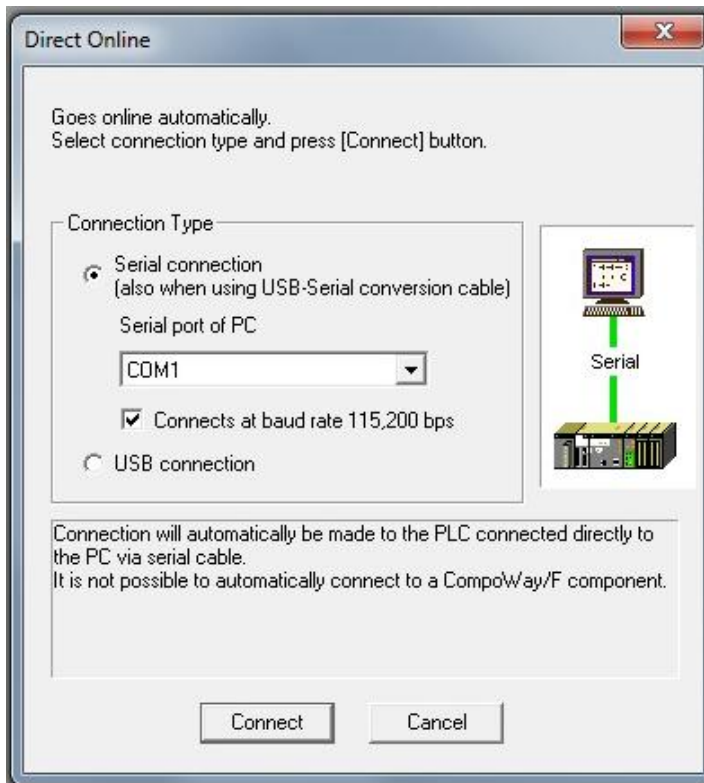 Direct Online
Goes online automatically.
Select connection type and press [Connect] button.
Connection Type
Serial connection
(also when using USB-Serial conversion cable)
Serial port of PC
COM1
Connects at baud rate 115,200 bps
USB connection
Serial
Connection will automatically be made to the PLC connected directly to
the PC via serial cable.
It is not possible to automatically connect to a CompoWay/F component.
Connect
Cancel